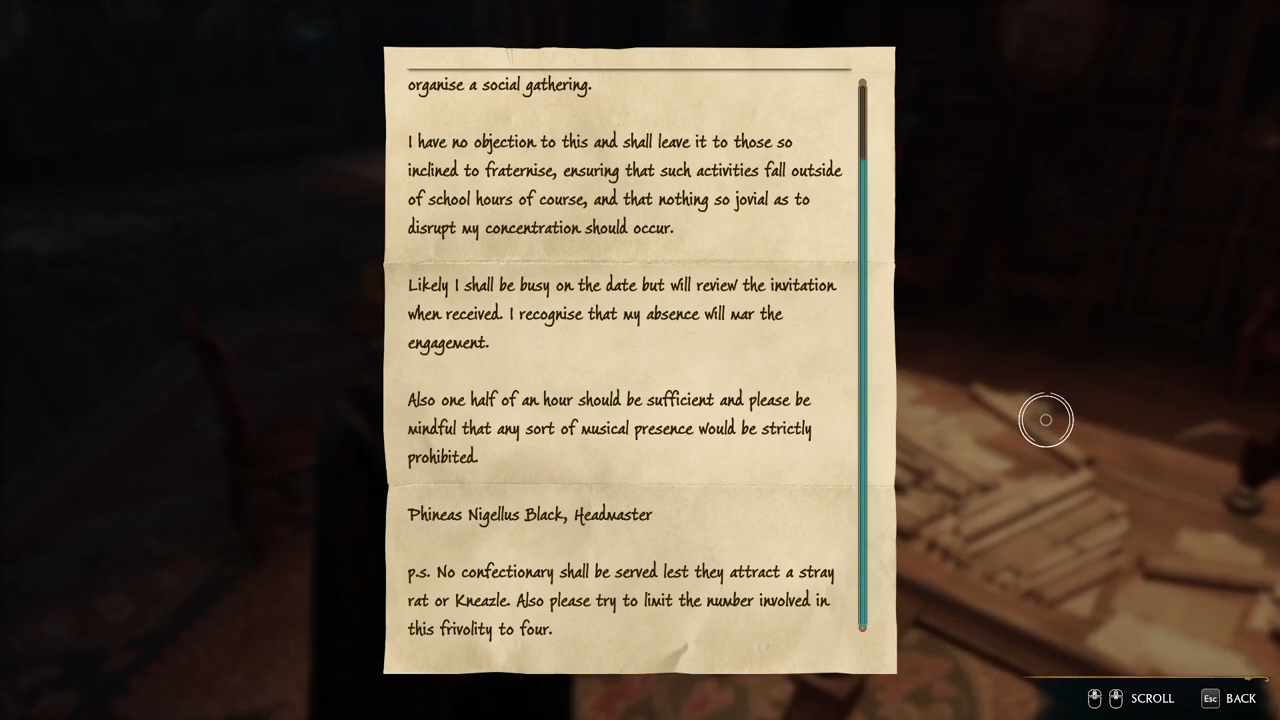 organise a social gathering.
I have no objection to this and shall leave it to those so
inclined to fraternise, ensuring that such activities fall outside
of school hours of course, and that nothing so jovial as to
disrupt my concentration should occur.
Likely I shall be busy on the date but will review the invitation
when received. I recognise that my absence will mar the
engagement.
Also one half of an hour should be sufficient and please be
mindful that any sort of musical presence would be strictly
prohibited.
Phineas Nigellus Black, Headmaster
p.s. No confectionary shall be served lest they attract a stray
rat or Kneazle. Also please try to limit the number involved in
this frivolity to four.
SCROLL
Esc BACK